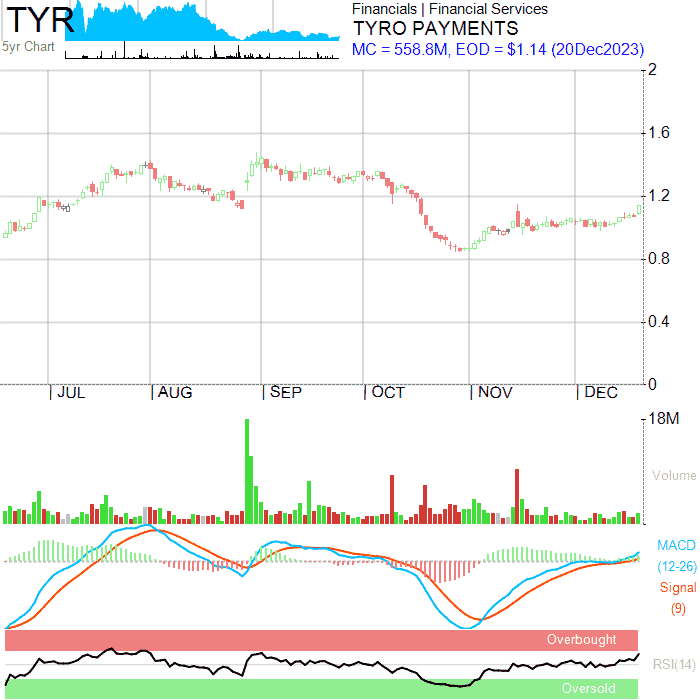 TYR
5yr Chart
Financials | Financial Services
TYRO PAYMENTS
MC = 558.8M, EOD = $1.14 (20Dec2023)
2
1.6
1.2
0.8
0.4
0
JUL AUG SEP OCT NOV DEC
18M
Volume
MACD
(12-26)
Signal
(9)
Overbought
RSI(14)
Oversold